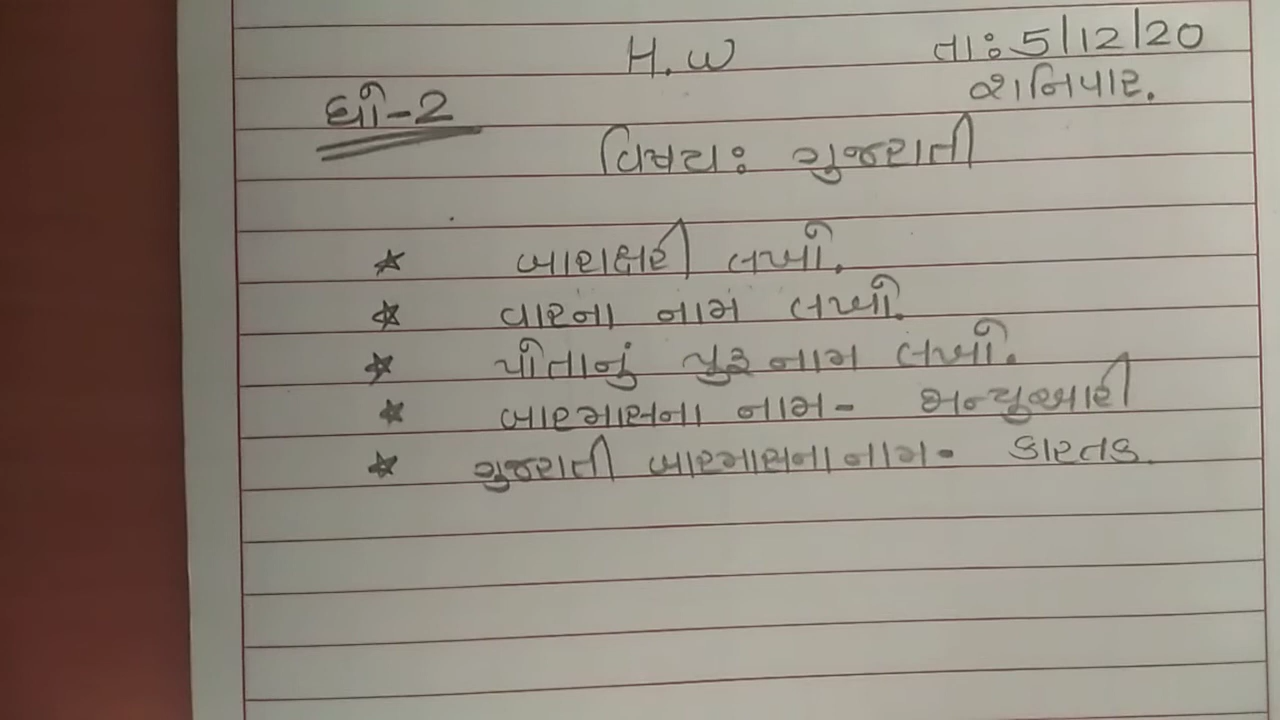 H.W તા: 5/12/20
શનિવાર.
ધો-2
વિષય: ગુજરાતી
★ બારાક્ષરી લખો.
★ વારના નામ લખો.
★ પોતાનું પુરૂ નામ લખો.
★ બારમાસના નામ - જાન્યુઆરી
★ ગુજરાતી બારમાસના નામ - કારતક.